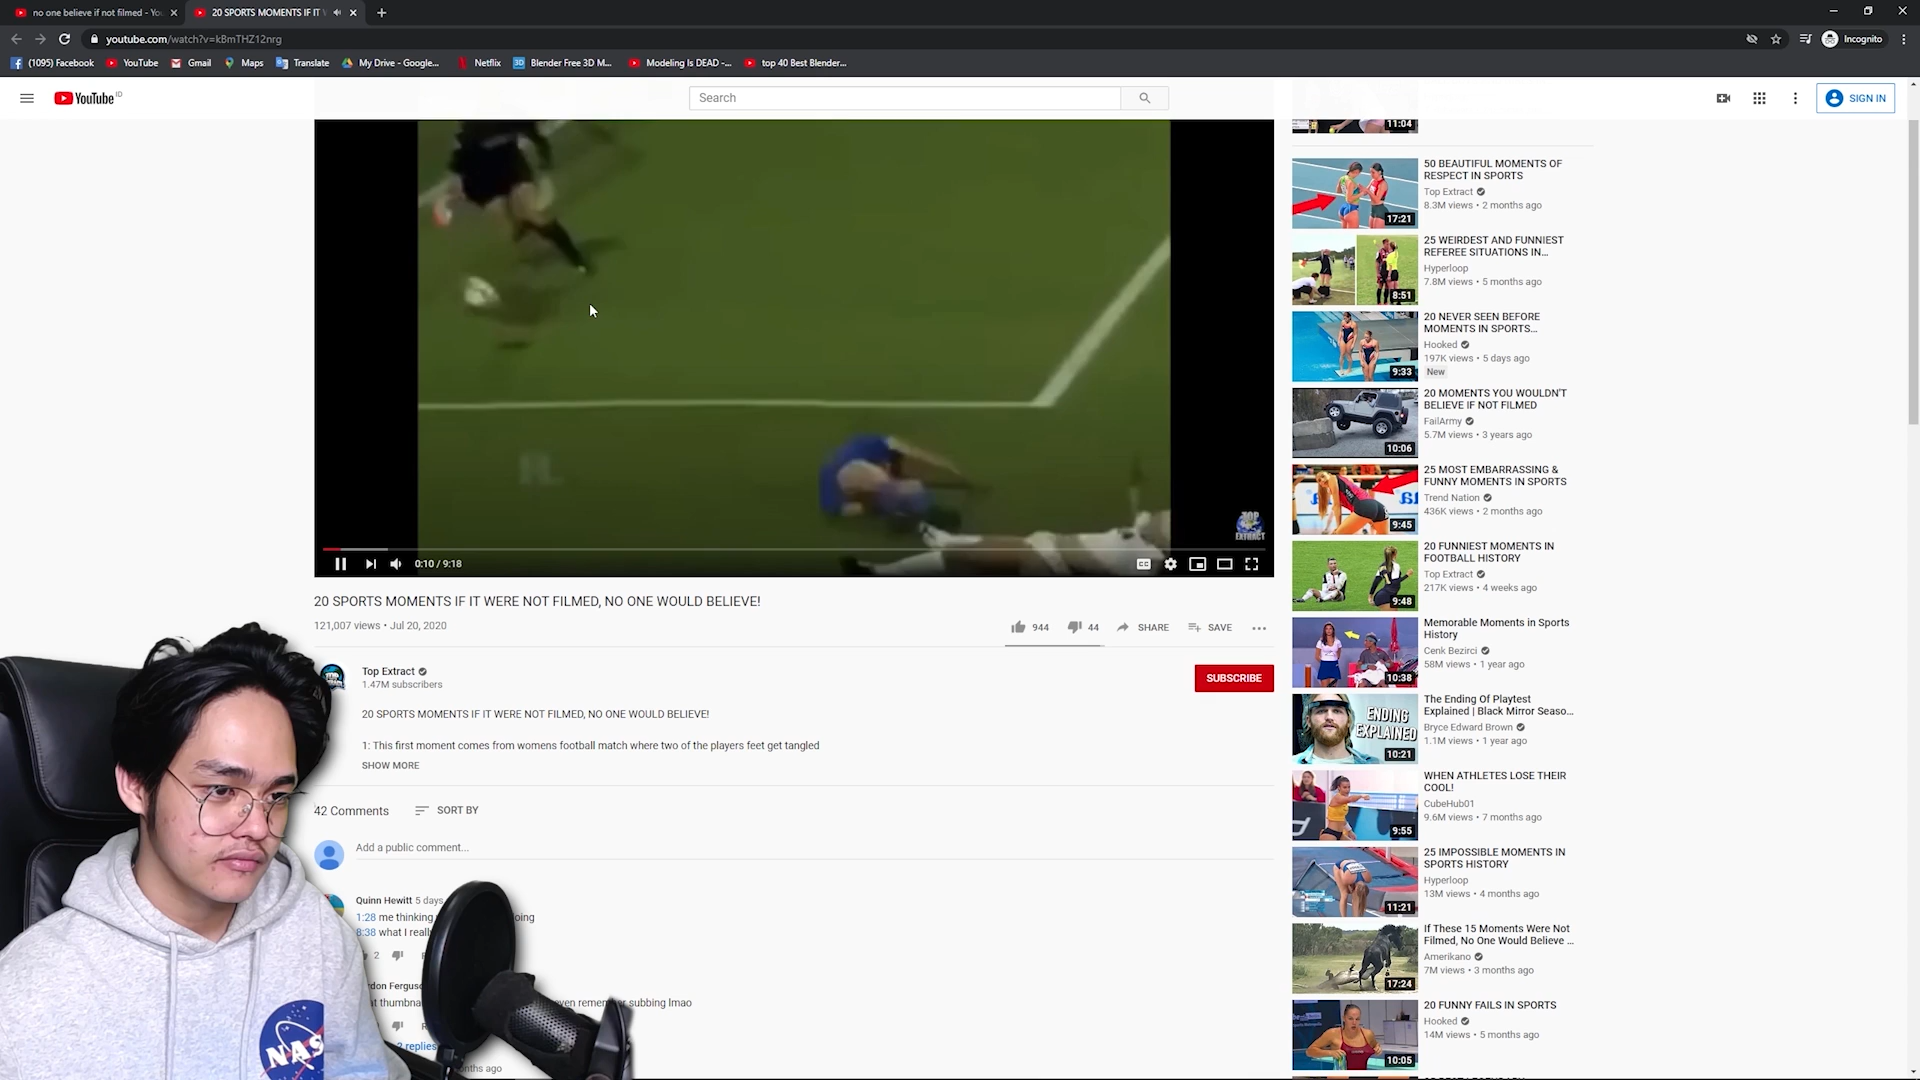 no one believe if not filmed - Yo
20 SPORTS MOMENTS IF IT
youtube.com/watch?v=kBmTHZ12nrg
Incognito
(1095) Facebook
YouTube
Gmail
Maps
Translate
My Drive - Google...
Netflix
Blender Free 3D M...
Modeling Is DEAD -...
top 40 Best Blender...
YouTube ID
Search
SIGN IN
TOP
EXTRACT
0:10 / 9:18
20 SPORTS MOMENTS IF IT WERE NOT FILMED, NO ONE WOULD BELIEVE!
121,007 views • Jul 20, 2020
944
44
SHARE
SAVE
Top Extract
1.47M subscribers
SUBSCRIBE
20 SPORTS MOMENTS IF IT WERE NOT FILMED, NO ONE WOULD BELIEVE!
1: This first moment comes from womens football match where two of the players feet get tangled
SHOW MORE
42 Comments
SORT BY
Add a public comment...
Quinn Hewitt 5 days
1:28 me thinking
8:38 what I
2
even subbing lmao
2 replies
ago
NAS
11:04
50 BEAUTIFUL MOMENTS OF
RESPECT IN SPORTS
Top Extract
8.3M views • 2 months ago
17:21
25 WEIRDEST AND FUNNIEST
REFEREE SITUATIONS IN...
Hyperloop
7.8M views • 5 months ago
8:51
20 NEVER SEEN BEFORE
MOMENTS IN SPORTS...
Hooked
197K views • 5 days ago
New
9:33
20 MOMENTS YOU WOULDN'T
BELIEVE IF NOT FILMED
FailArmy
5.7M views • 3 years ago
10:06
25 MOST EMBARRASSING &
FUNNY MOMENTS IN SPORTS
Trend Nation
436K views • 2 months ago
9:45
20 FUNNIEST MOMENTS IN
FOOTBALL HISTORY
Top Extract
217K views • 4 weeks ago
9:48
Memorable Moments in Sports
History
Cenk Bezirci
58M views • 1 year ago
10:38
The Ending Of Playtest
Explained | Black Mirror Seaso...
Bryce Edward Brown
1.1M views • 1 year ago
ENDING
EXPLAINED
10:21
WHEN ATHLETES LOSE THEIR
COOL!
CubeHub01
9.6M views • 7 months ago
9:55
25 IMPOSSIBLE MOMENTS IN
SPORTS HISTORY
Hyperloop
13M views • 4 months ago
11:21
If These 15 Moments Were Not
Filmed, No One Would Believe ...
Amerikano
7M views • 3 months ago
17:24
20 FUNNY FAILS IN SPORTS
Hooked
14M views • 5 months ago
10:05